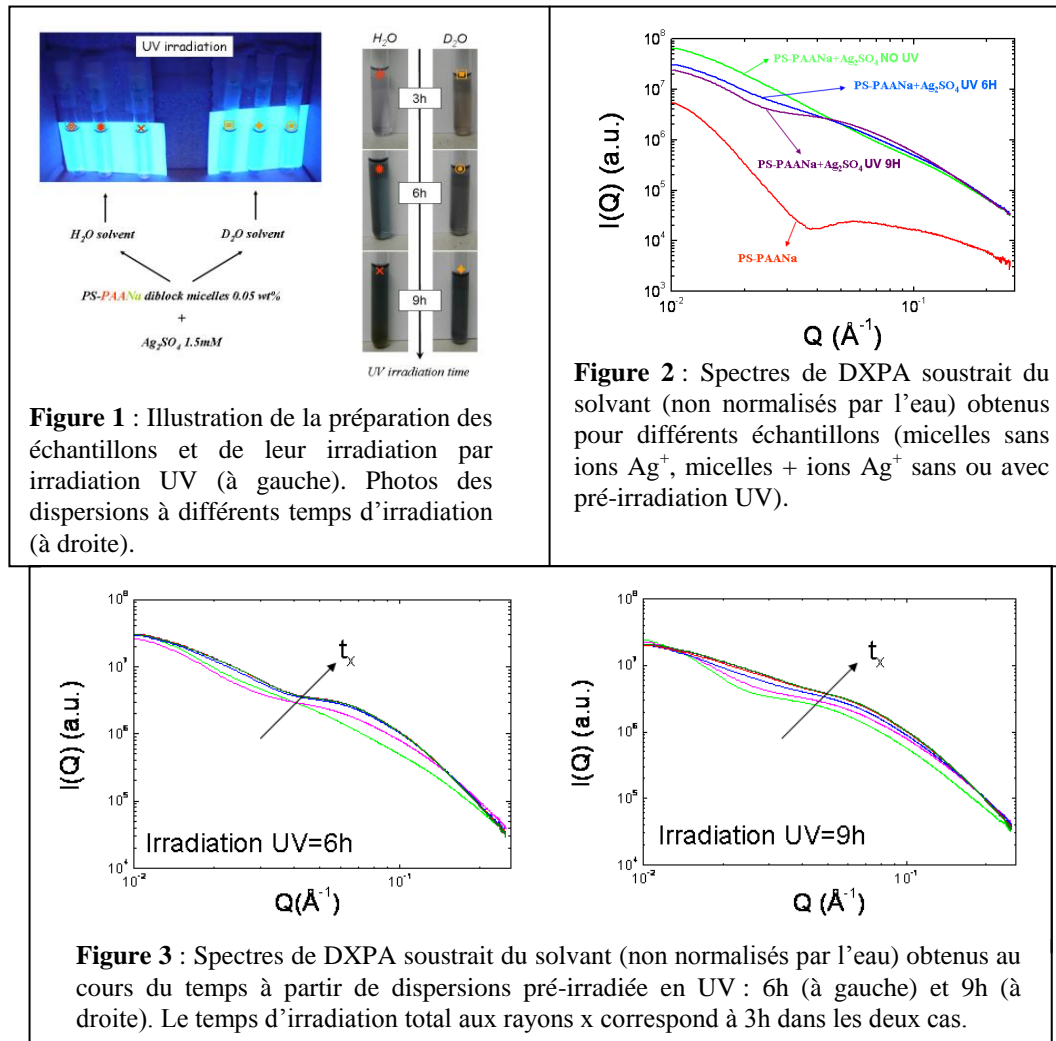 UV irradiation
H₂O solvent
D₂O solvent
PS-PAANa diblock micelles 0.05 wt%
+
Ag₂SO₄ 1.5mM
H₂O
D₂O
3h
6h
9h
UV irradiation time
Figure 1 : Illustration de la préparation des
échantillons et de leur irradiation par
irradiation UV (à gauche). Photos des
dispersions à différents temps d’irradiation
(à droite).
10⁸
10⁷
10⁶
10⁵
10⁴
10³
I(Q) (a.u.)
PS-PAANa+Ag₂SO₄ NO UV
PS-PAANa+Ag₂SO₄ UV 6H
PS-PAANa+Ag₂SO₄ UV 9H
PS-PAANa
10⁻²
10⁻¹
Q (Å⁻¹)
Figure 2 : Spectres de DXPA soustrait du
solvant (non normalisés par l’eau) obtenus
pour différents échantillons (micelles sans
ions Ag⁺, micelles + ions Ag⁺ sans ou avec
pré-irradiation UV).
10⁸
10⁷
10⁶
10⁵
10⁴
I(Q) (a.u.)
tₓ
Irradiation UV=6h
10⁻²
10⁻¹
Q(Å⁻¹)
10⁸
10⁷
10⁶
10⁵
10⁴
I(Q) (a.u.)
tₓ
Irradiation UV=9h
10⁻²
10⁻¹
Q (Å⁻¹)
Figure 3 : Spectres de DXPA soustrait du solvant (non normalisés par l’eau) obtenus au
cours du temps à partir de dispersions pré-irradiée en UV : 6h (à gauche) et 9h (à
droite). Le temps d’irradiation total aux rayons x correspond à 3h dans les deux cas.